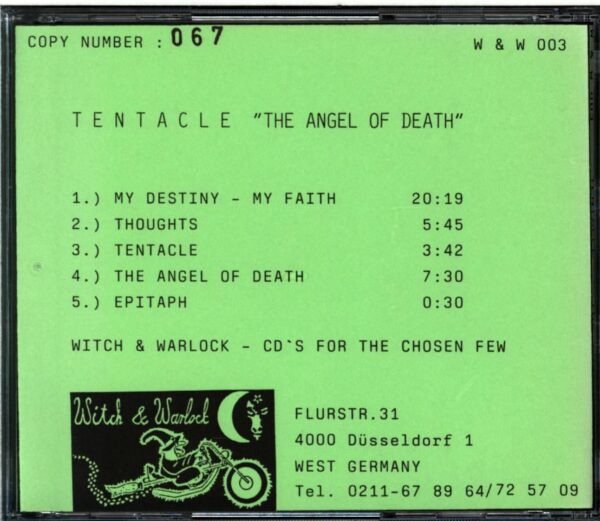 COPY NUMBER : 067
W & W 003
TENTACLE "THE ANGEL OF DEATH"
1.) MY DESTINY - MY FAITH 20:19
2.) THOUGHTS 5:45
3.) TENTACLE 3:42
4.) THE ANGEL OF DEATH 7:30
5.) EPITAPH 0:30
WITCH & WARLOCK - CD`S FOR THE CHOSEN FEW
Witch & Warlock
FLURSTR.31
4000 Düsseldorf 1
WEST GERMANY
Tel. 0211-67 89 64/72 57 09